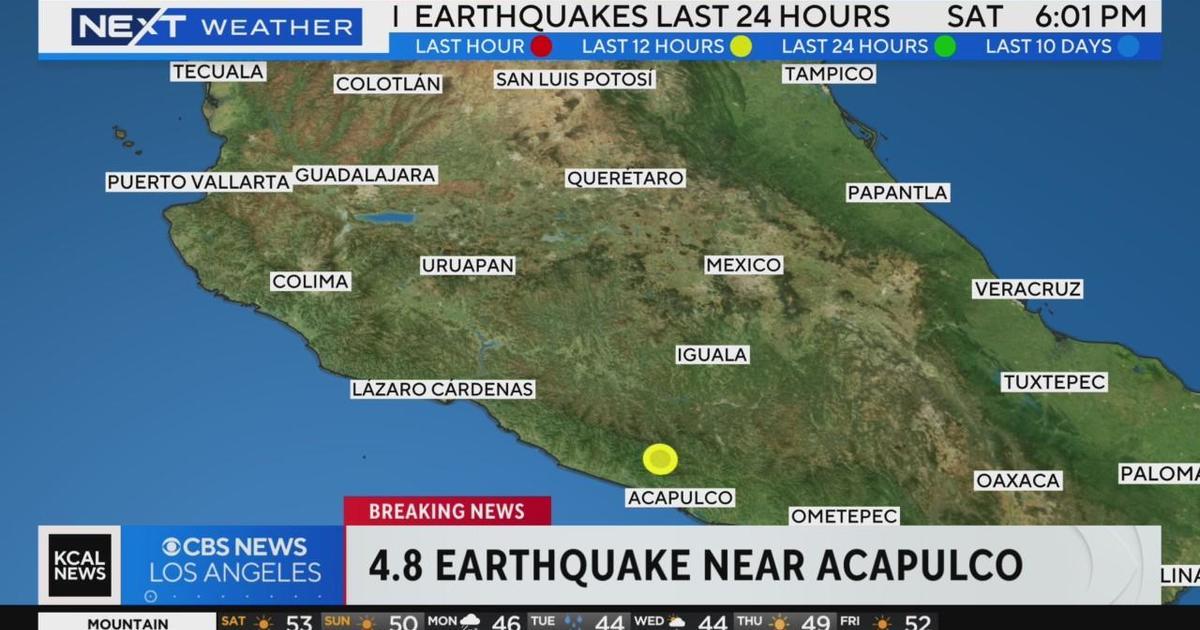 NEXT WEATHER
EARTHQUAKES LAST 24 HOURS SAT 6:01 PM
LAST HOUR LAST 12 HOURS LAST 24 HOURS LAST 10 DAYS
TECUALA
COLOTLÁN
SAN LUIS POTOSÍ
TAMPICO
PUERTO VALLARTA
GUADALAJARA
QUERÉTARO
PAPANTLA
COLIMA
URUAPAN
MEXICO
VERACRUZ
IGUALA
LÁZARO CÁRDENAS
TUXTEPEC
ACAPULCO
OAXACA
PALOMA
OMETEPEC
LINA
BREAKING NEWS
KCAL NEWS
CBS NEWS
LOS ANGELES
4.8 EARTHQUAKE NEAR ACAPULCO
MOUNTAIN SAT 53 SUN 50 MON 46 TUE 44 WED 44 THU 49 FRI 52